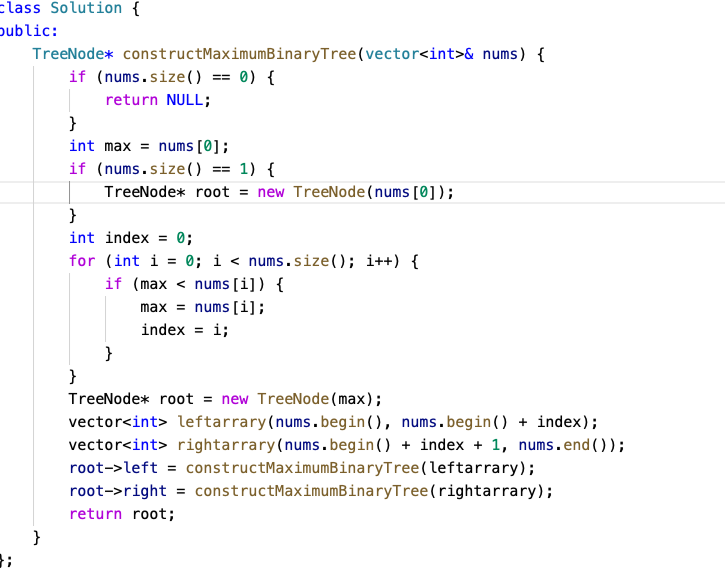 class Solution {
public:
    TreeNode* constructMaximumBinaryTree(vector<int>& nums) {
        if (nums.size() == 0) {
            return NULL;
        }
        int max = nums[0];
        if (nums.size() == 1) {
            TreeNode* root = new TreeNode(nums[0]);
        }
        int index = 0;
        for (int i = 0; i < nums.size(); i++) {
            if (max < nums[i]) {
                max = nums[i];
                index = i;
            }
        }
        TreeNode* root = new TreeNode(max);
        vector<int> leftarrary(nums.begin(), nums.begin() + index);
        vector<int> rightarrary(nums.begin() + index + 1, nums.end());
        root->left = constructMaximumBinaryTree(leftarrary);
        root->right = constructMaximumBinaryTree(rightarrary);
        return root;
    }
};